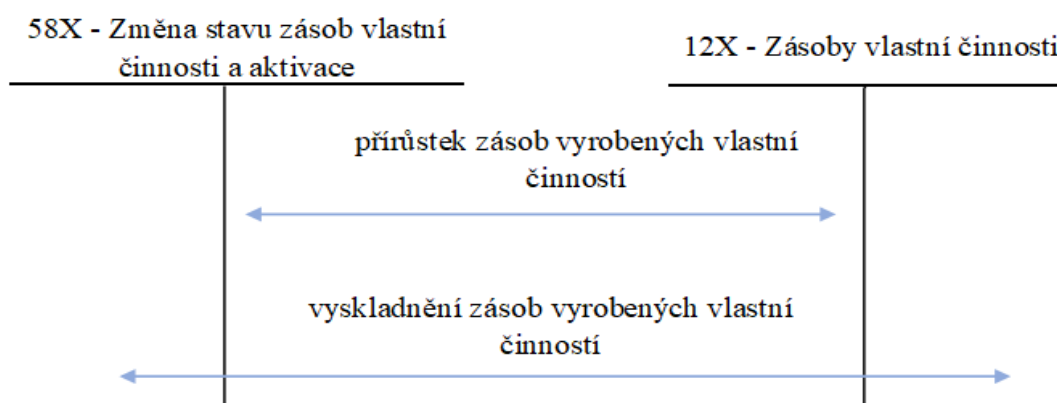 58X - Změna stavu zásob vlastní
činnosti a aktivace
12X - Zásoby vlastní činnosti
přírůstek zásob vyrobených vlastní
činností
vyskladnění zásob vyrobených vlastní
činností